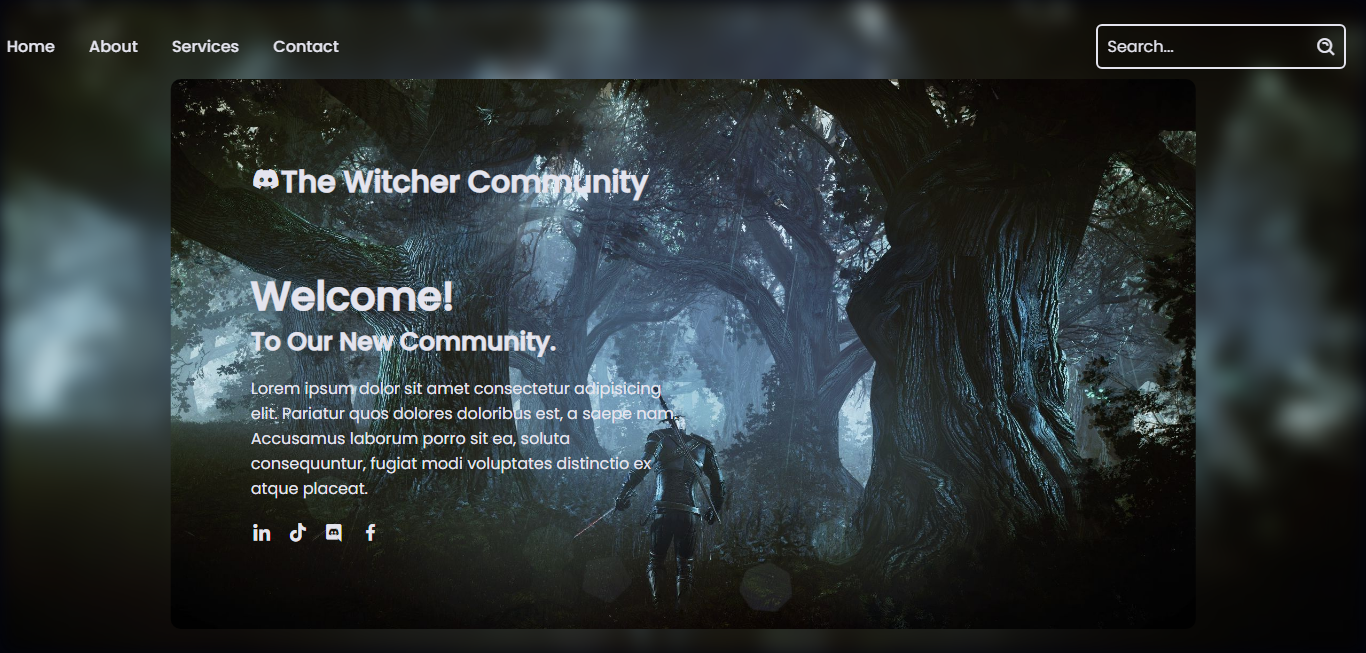 Home About Services Contact Search...
The Witcher Community
Welcome!
To Our New Community.
Lorem ipsum dolor sit amet consectetur adipisicing
elit. Pariatur quos dolores doloribus est, a saepe nam.
Accusamus laborum porro sit ea, soluta
consequuntur, fugiat modi voluptates distinctio ex
atque placeat.